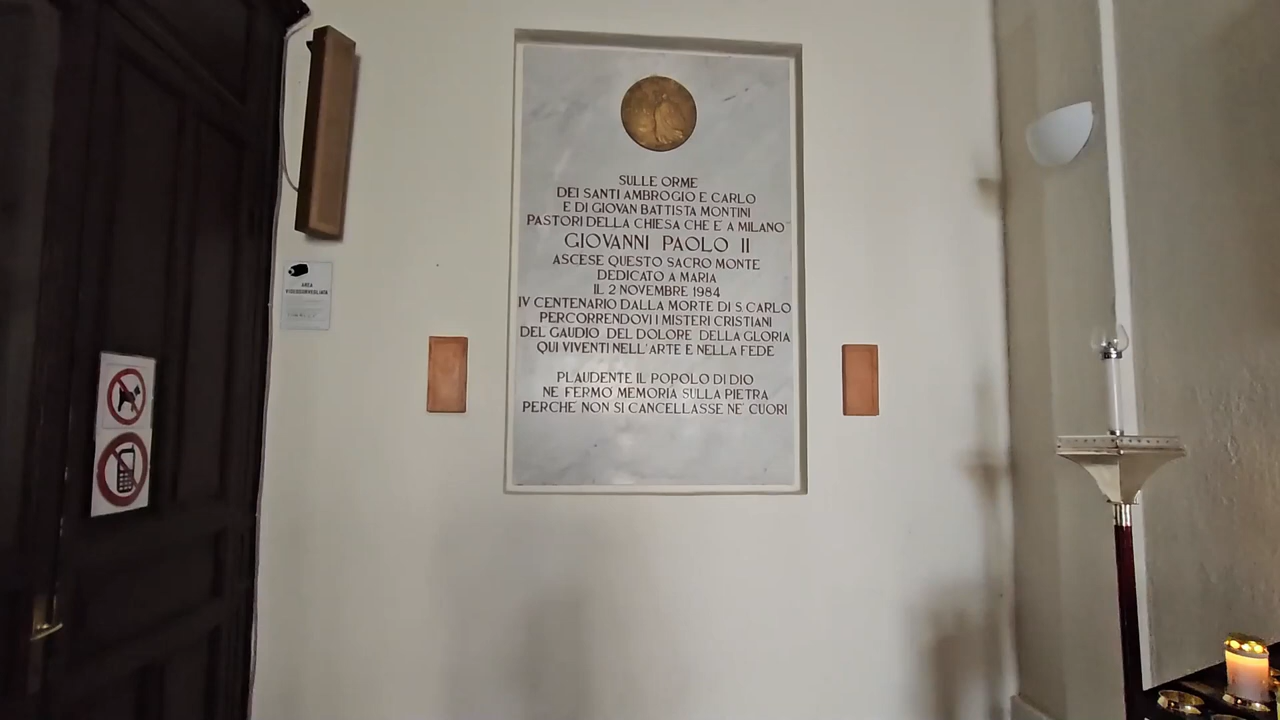 SULLE ORME
DEI SANTI AMBROGIO E CARLO
E DI GIOVAN BATTISTA MONTINI
PASTORI DELLA CHIESA CHE E' A MILANO
GIOVANNI PAOLO II
ASCESE QUESTO SACRO MONTE
DEDICATO A MARIA
IL 2 NOVEMBRE 1984
IV CENTENARIO DALLA MORTE DI S. CARLO
PERCORRENDOVI I MISTERI CRISTIANI
DEL GAUDIO DEL DOLORE DELLA GLORIA
QUI VIVENTI NELL'ARTE E NELLA FEDE
PLAUDENTE IL POPOLO DI DIO
NE FERMO' MEMORIA SULLA PIETRA
PERCHE' NON SI CANCELLASSE NE' CUORI
AREA
VIDEOSORVEGLIATA